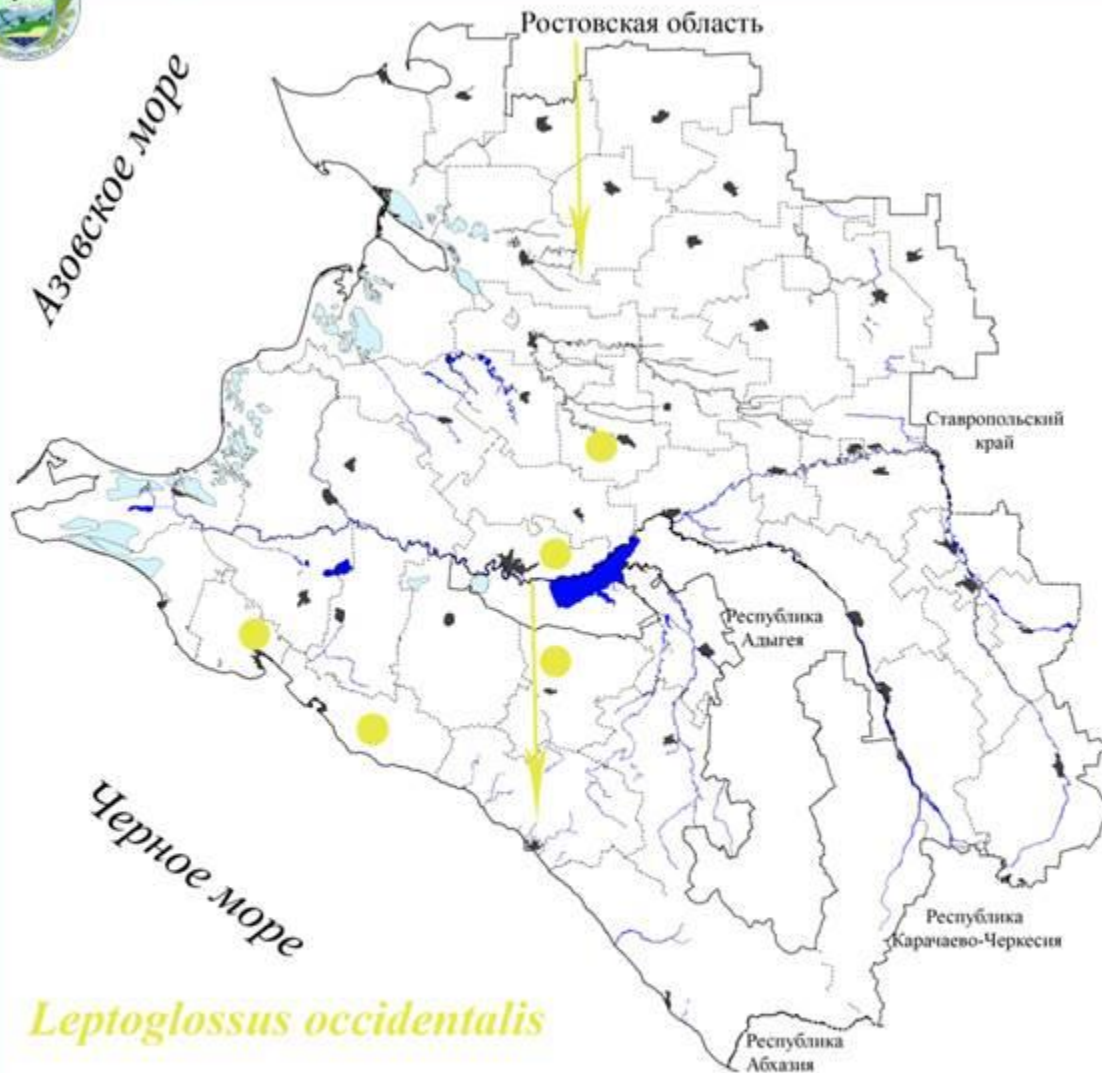 Ростовская область
Азовское море
Ставропольский
край
Республика
Адыгея
Черное море
Республика
Карачаево-Черкесия
Leptoglossus occidentalis
Республика
Абхазия